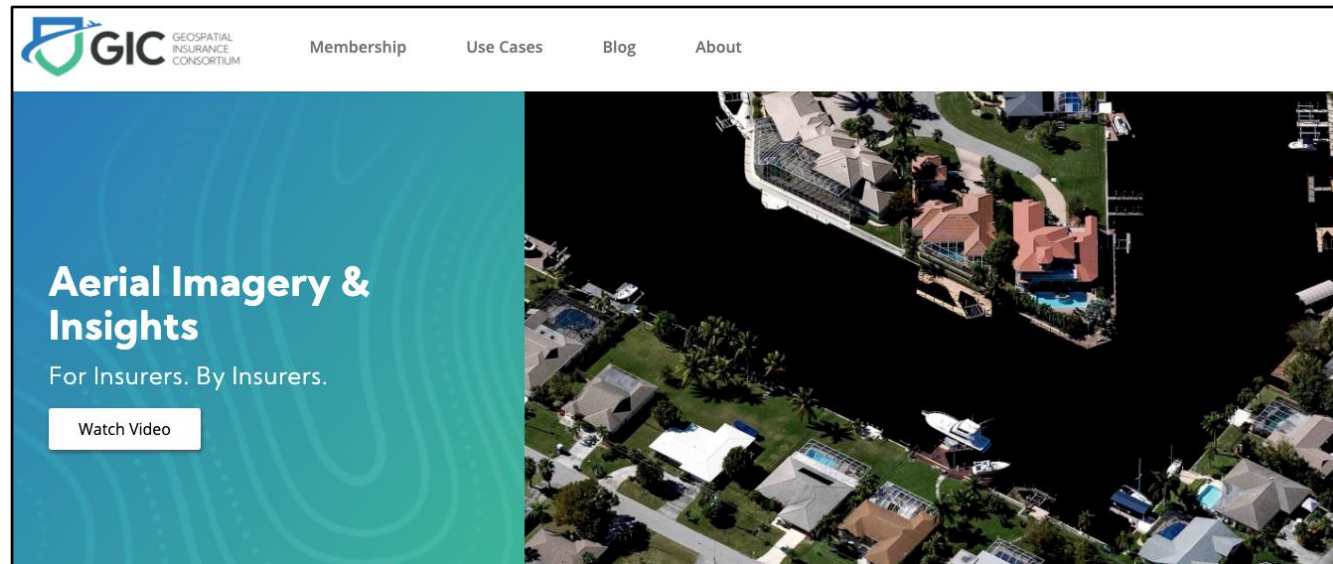 GIC
GEOSPATIAL
INSURANCE
CONSORTIUM
Membership
Use Cases
Blog
About
Aerial Imagery &
Insights
For Insurers. By Insurers.
Watch Video